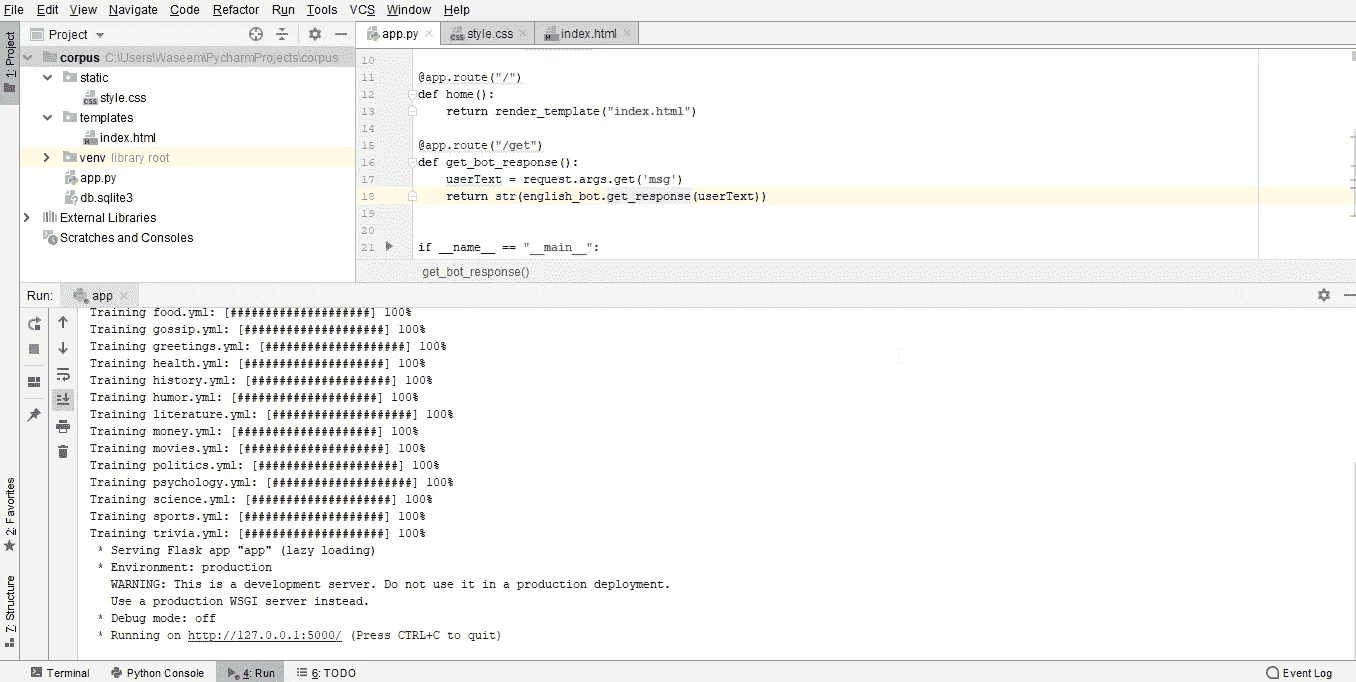 File Edit View Navigate Code Refactor Run Tools VCS Window Help
Project
app.py style.css index.html
1: Project
corpus C:\Users\Waseem\PycharmProjects\corpus
static
style.css
templates
index.html
venv library root
app.py
db.sqlite3
External Libraries
Scratches and Consoles
10
11 @app.route("/")
12 def home():
13 return render_template("index.html")
14
15 @app.route("/get")
16 def get_bot_response():
17 userText = request.args.get('msg')
18 return str(english_bot.get_response(userText))
19
20
21 if __name__ == "__main__":
get_bot_response()
Run: app
Training food.yml: [####################] 100%
Training gossip.yml: [####################] 100%
Training greetings.yml: [####################] 100%
Training health.yml: [####################] 100%
Training history.yml: [####################] 100%
Training humor.yml: [####################] 100%
Training literature.yml: [####################] 100%
Training money.yml: [####################] 100%
Training movies.yml: [####################] 100%
Training politics.yml: [####################] 100%
Training psychology.yml: [####################] 100%
Training science.yml: [####################] 100%
Training sports.yml: [####################] 100%
Training trivia.yml: [####################] 100%
* Serving Flask app "app" (lazy loading)
* Environment: production
WARNING: This is a development server. Do not use it in a production deployment.
Use a production WSGI server instead.
* Debug mode: off
* Running on http://127.0.0.1:5000/ (Press CTRL+C to quit)
2: Favorites
7: Structure
Terminal Python Console 4: Run 6: TODO Event Log